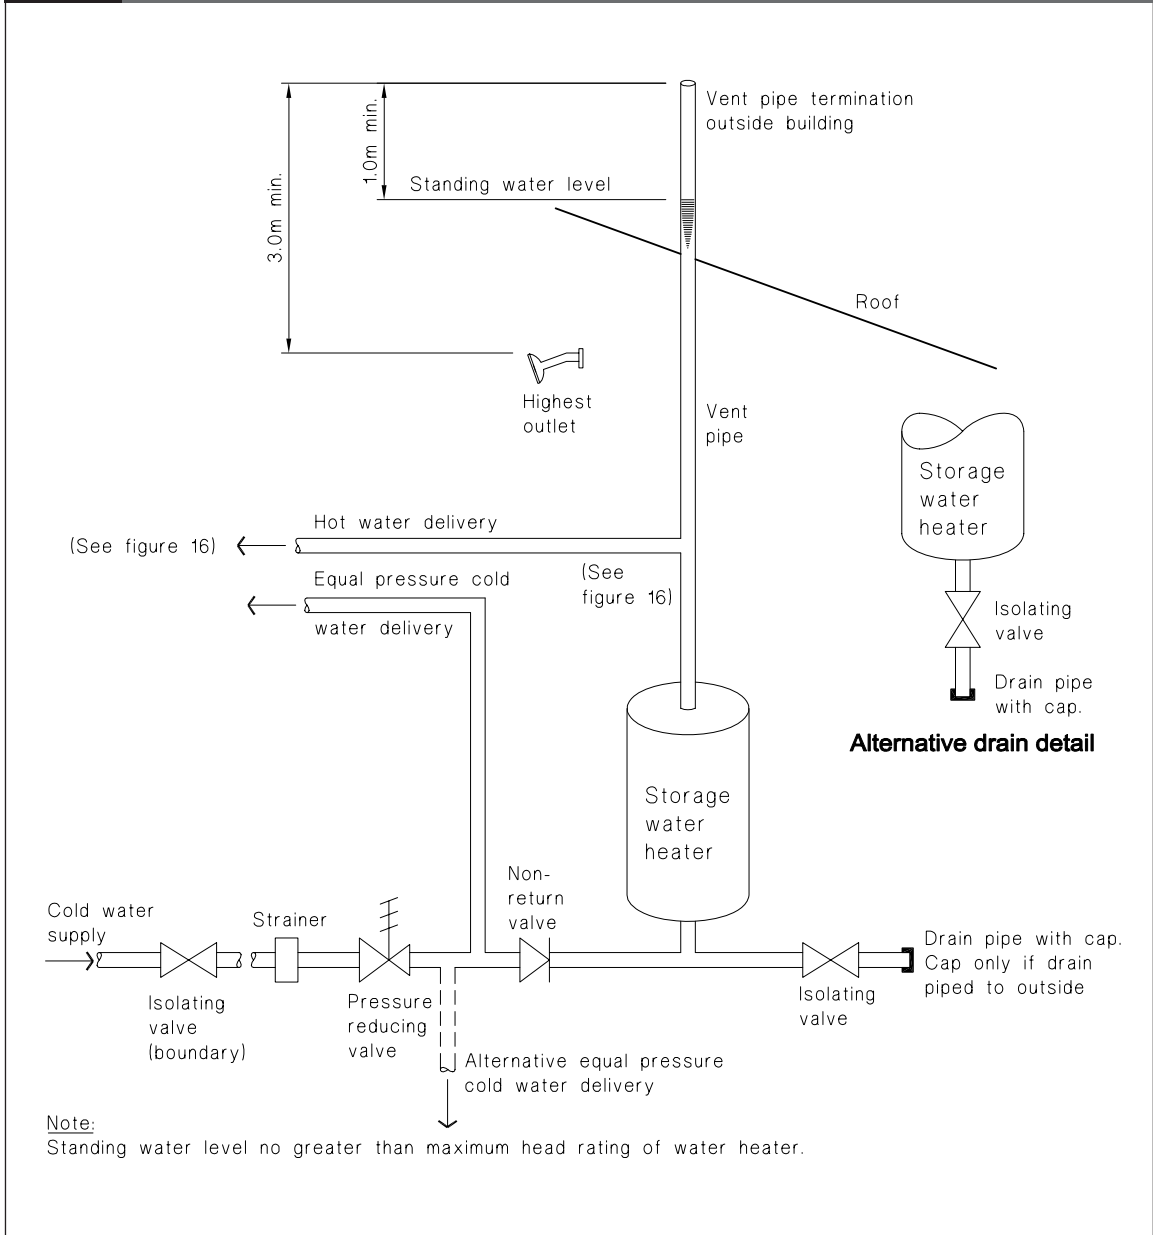 Vent pipe termination
outside building
1.0m min.
3.0m min.
Standing water level
Roof
Highest
outlet
Vent
pipe
Storage
water
heater
Isolating
valve
Drain pipe
with cap.
Alternative drain detail
Hot water delivery
(See figure 16)
(See
figure 16)
Equal pressure cold
water delivery
Storage
water
heater
Non-
return
valve
Cold water
supply
Strainer
Isolating
valve
(boundary)
Pressure
reducing
valve
Isolating
valve
Drain pipe with cap.
Cap only if drain
piped to outside
Alternative equal pressure
cold water delivery
Note:
Standing water level no greater than maximum head rating of water heater.